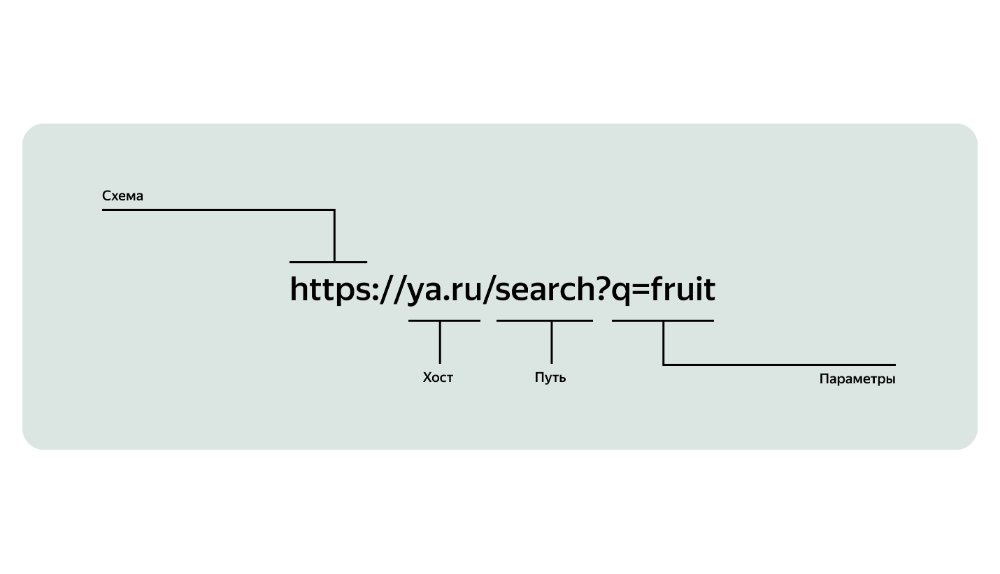 Схема
https://ya.ru/search?q=fruit
Хост
Путь
Параметры